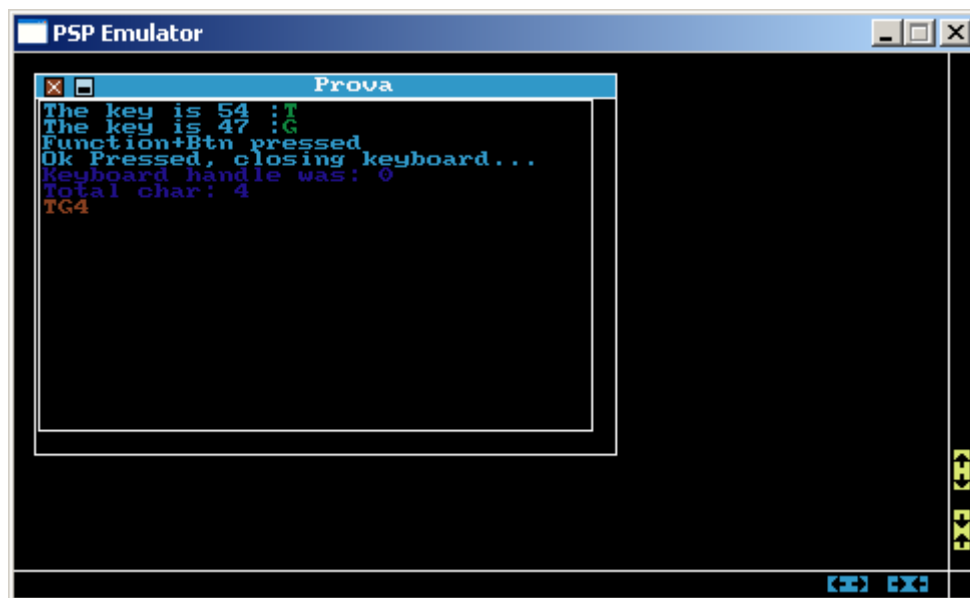 PSP Emulator
Prova
The key is 54 :T
The key is 47 :G
Function+Btn pressed
Ok Pressed, closing keyboard...
Keyboard handle was: 0
Total char: 4
TG4